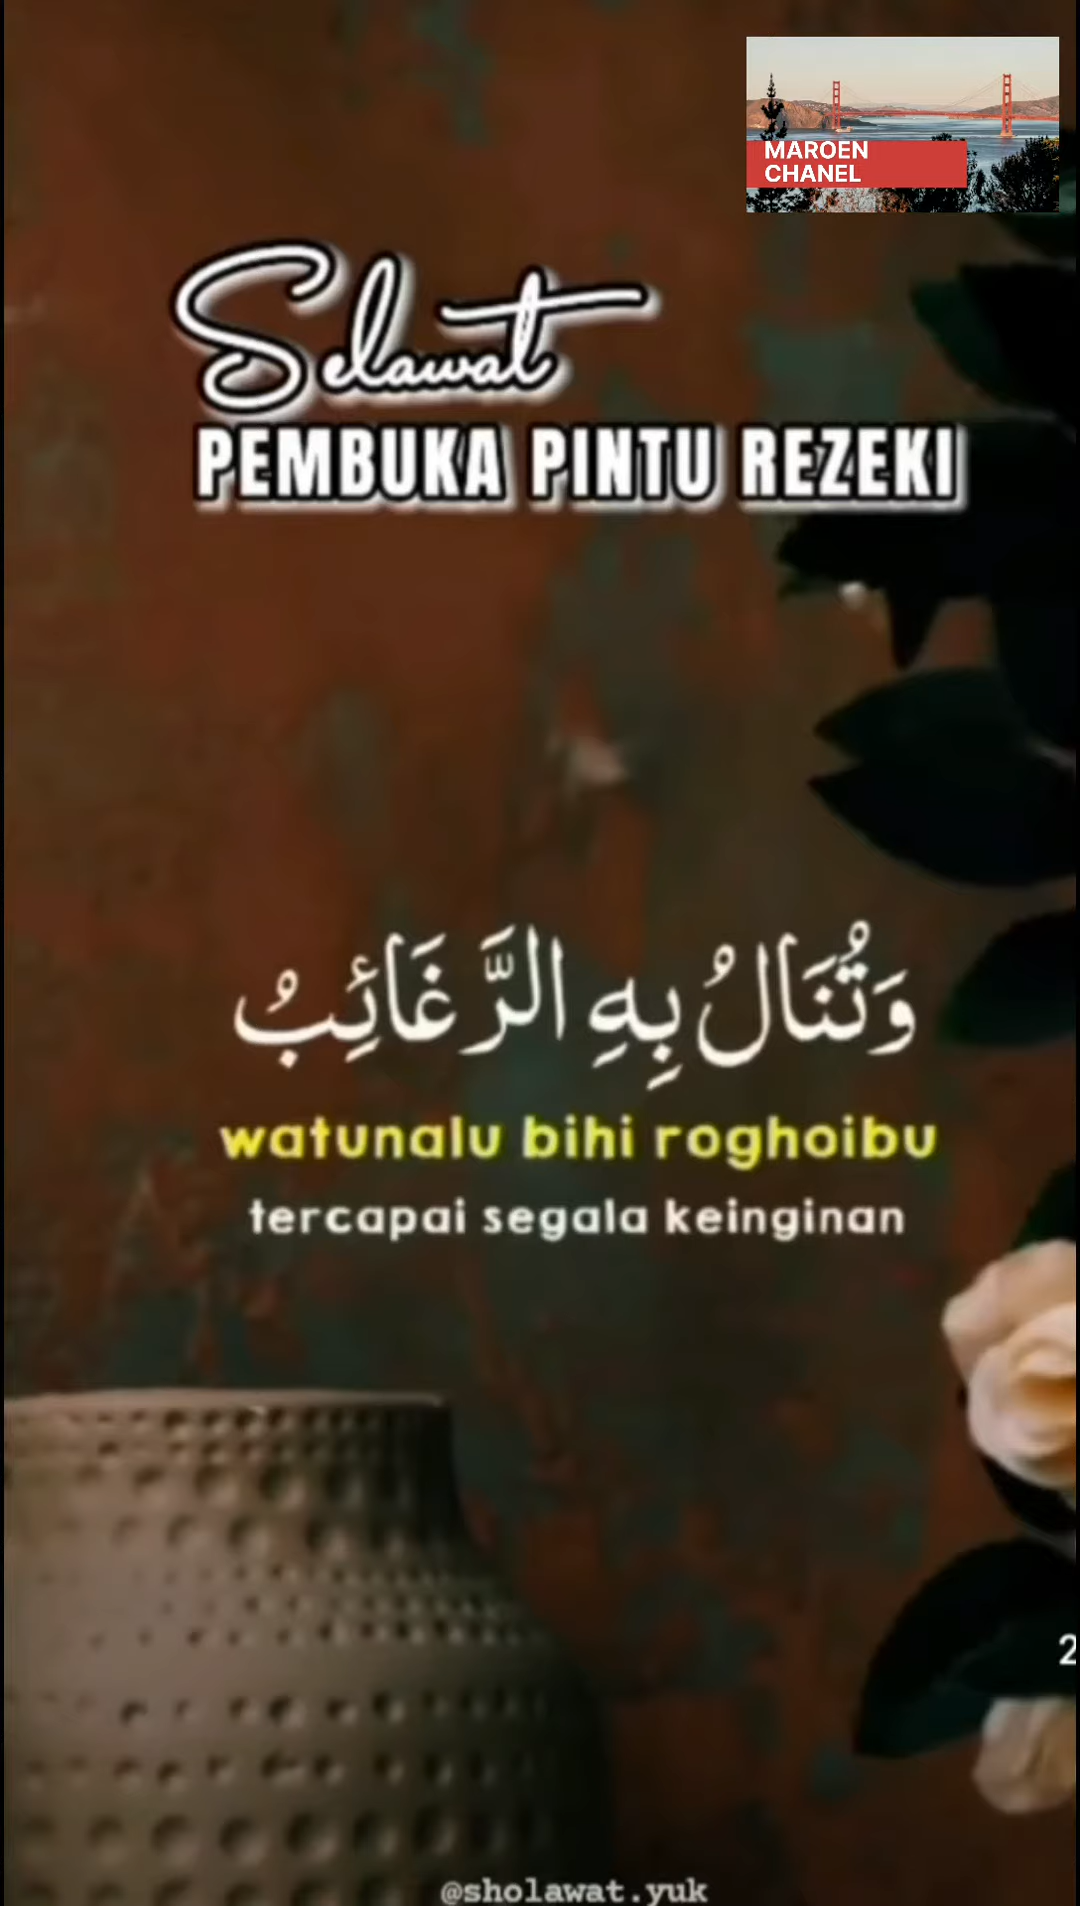 MAROEN
CHANEL
Selawat
PEMBUKA PINTU REZEKI
وَتُنَالُ بِهِ الرَّغَائِبُ
watunalu bihi roghoibu
tercapai segala keinginan
2
@sholawat.yuk